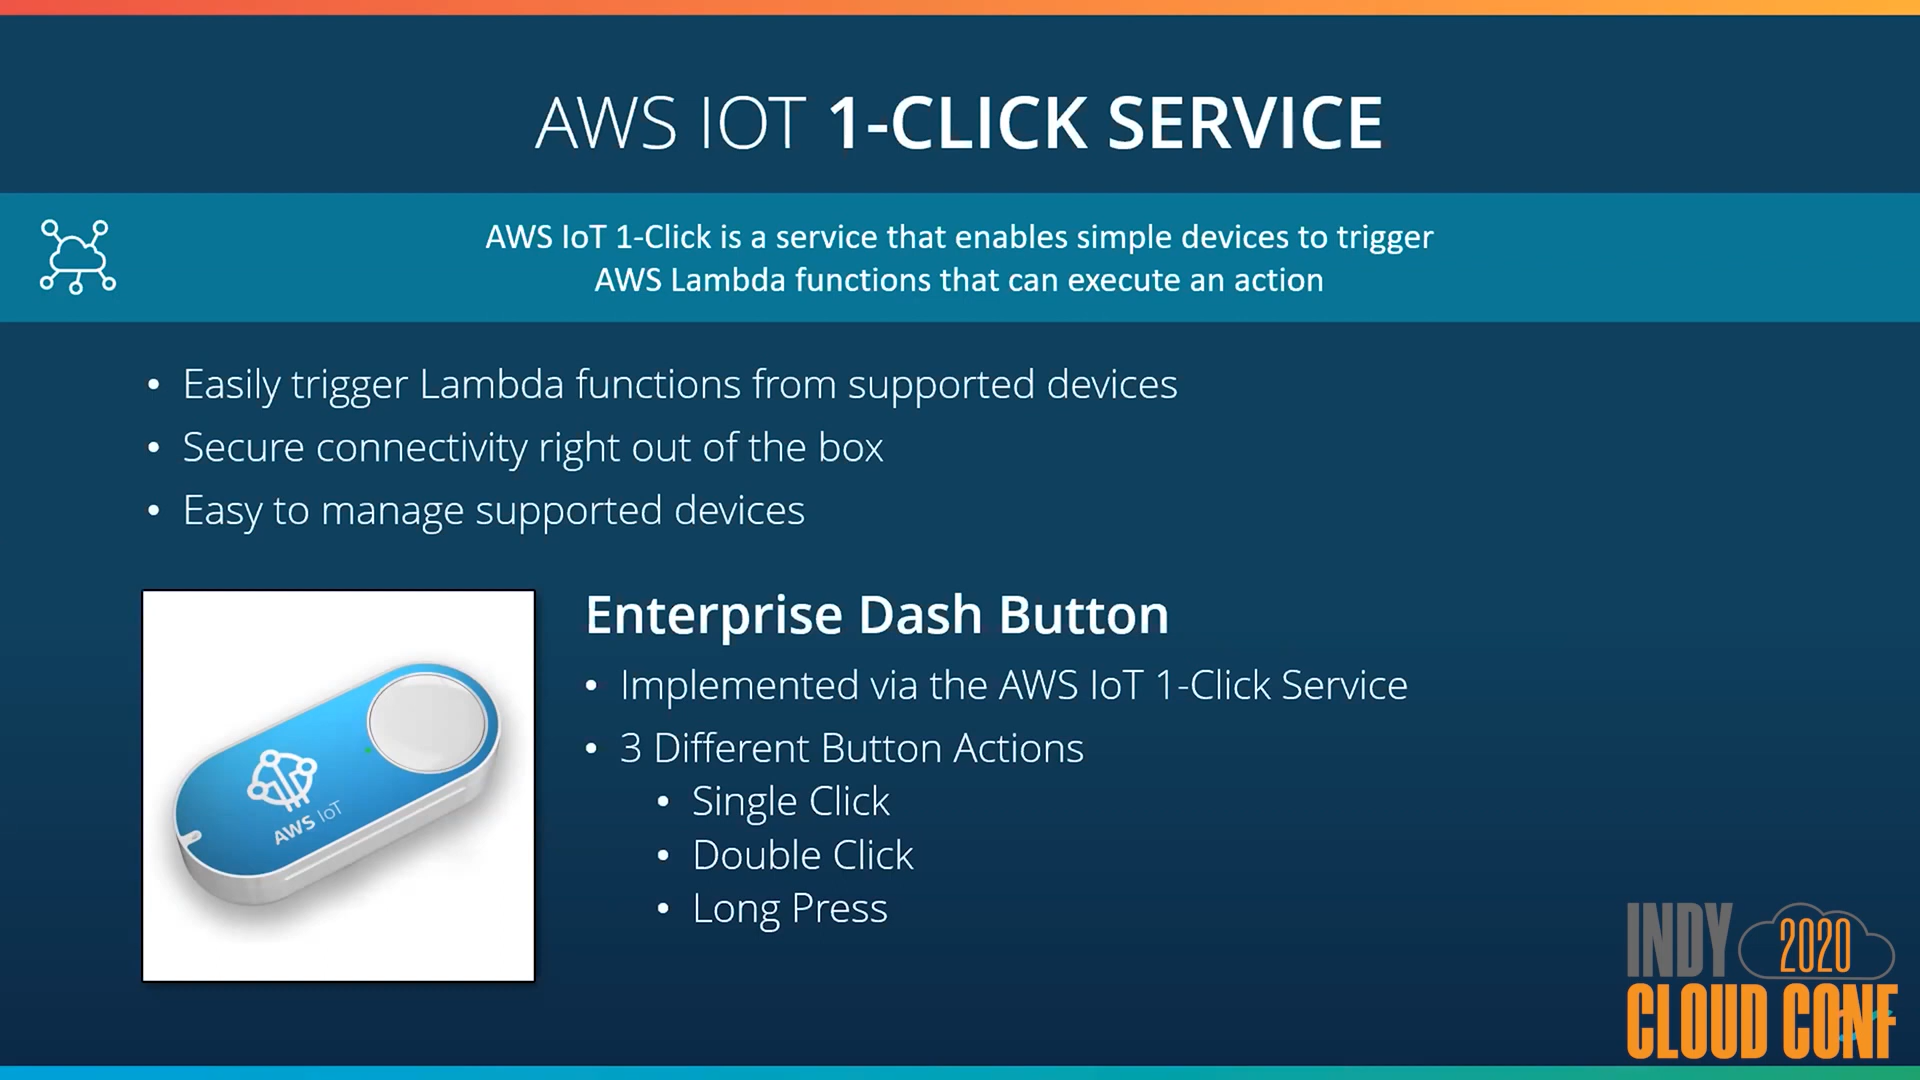 AWS IOT 1-CLICK SERVICE
AWS IoT 1-Click is a service that enables simple devices to trigger
AWS Lambda functions that can execute an action
• Easily trigger Lambda functions from supported devices
• Secure connectivity right out of the box
• Easy to manage supported devices
Enterprise Dash Button
• Implemented via the AWS IoT 1-Click Service
• 3 Different Button Actions
• Single Click
• Double Click
• Long Press
AWS IoT
INDY 2020
CLOUD CONF